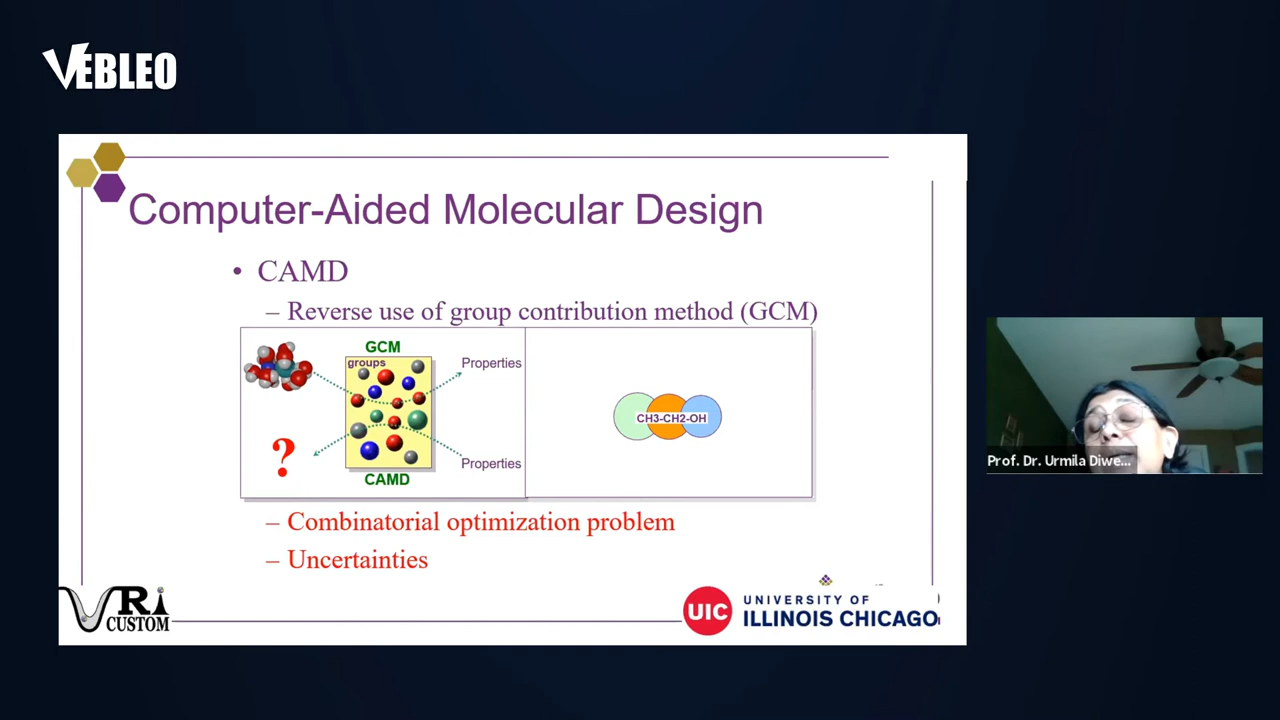 VEBLEO
Computer-Aided Molecular Design
• CAMD
– Reverse use of group contribution method (GCM)
GCM
groups
Properties
CH3-CH2-OH
?
Properties
CAMD
– Combinatorial optimization problem
– Uncertainties
VRi
CUSTOM
UIC
UNIVERSITY OF
ILLINOIS CHICAGO
Prof. Dr. Urmila Diwe...